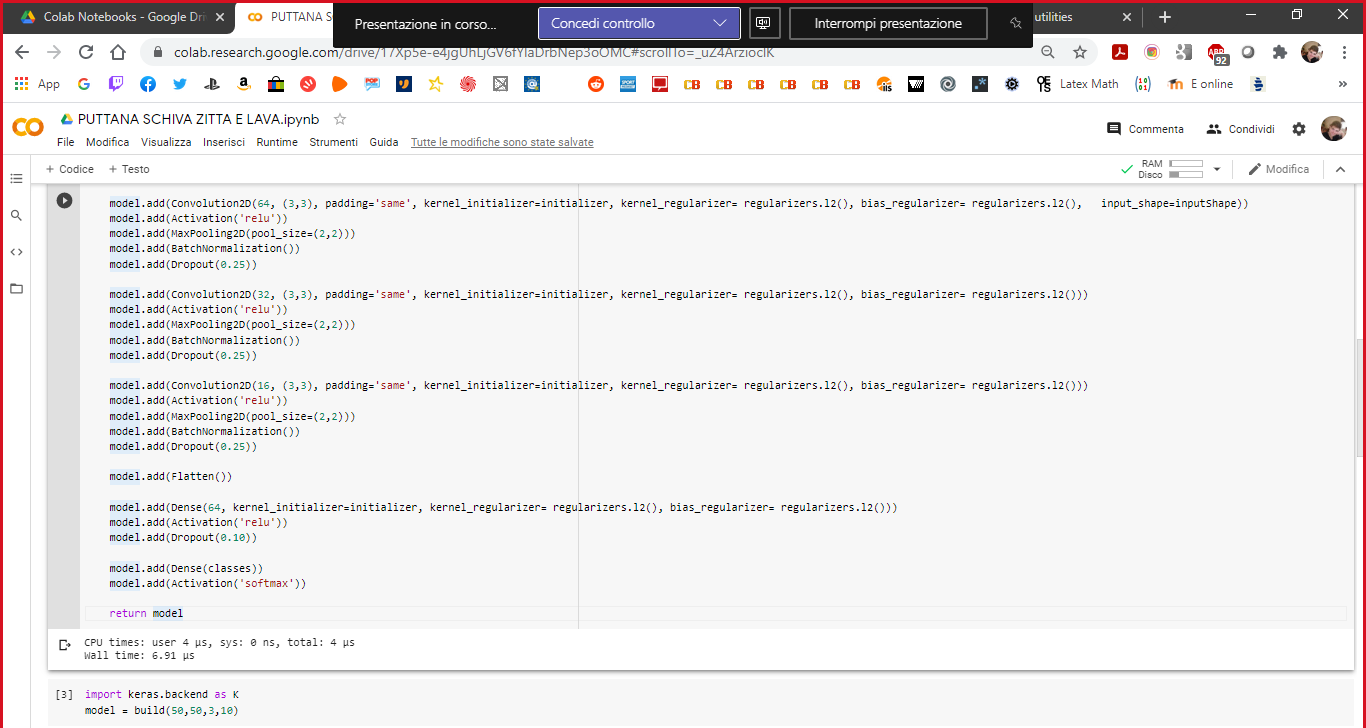 Colab Notebooks - Google Dri
PUTTANA S
Presentazione in corso...
Concedi controllo
Interrompi presentazione
utilities
colab.research.google.com/drive/17Xp5e-e4jgUhLjGV6fYlaDrbNep3oOMC#scrollTo=_uZ4ArziocIK
92
App
Latex Math
E online
PUTTANA SCHIVA ZITTA E LAVA.ipynb
Commenta
Condividi
File Modifica Visualizza Inserisci Runtime Strumenti Guida Tutte le modifiche sono state salvate
+ Codice + Testo
RAM
Disco
Modifica
model.add(Convolution2D(64, (3,3), padding='same', kernel_initializer=initializer, kernel_regularizer= regularizers.l2(), bias_regularizer= regularizers.l2(),   input_shape=inputShape))
model.add(Activation('relu'))
model.add(MaxPooling2D(pool_size=(2,2)))
model.add(BatchNormalization())
model.add(Dropout(0.25))
model.add(Convolution2D(32, (3,3), padding='same', kernel_initializer=initializer, kernel_regularizer= regularizers.l2(), bias_regularizer= regularizers.l2()))
model.add(Activation('relu'))
model.add(MaxPooling2D(pool_size=(2,2)))
model.add(BatchNormalization())
model.add(Dropout(0.25))
model.add(Convolution2D(16, (3,3), padding='same', kernel_initializer=initializer, kernel_regularizer= regularizers.l2(), bias_regularizer= regularizers.l2()))
model.add(Activation('relu'))
model.add(MaxPooling2D(pool_size=(2,2)))
model.add(BatchNormalization())
model.add(Dropout(0.25))
model.add(Flatten())
model.add(Dense(64, kernel_initializer=initializer, kernel_regularizer= regularizers.l2(), bias_regularizer= regularizers.l2()))
model.add(Activation('relu'))
model.add(Dropout(0.10))
model.add(Dense(classes))
model.add(Activation('softmax'))
return model
CPU times: user 4 µs, sys: 0 ns, total: 4 µs
Wall time: 6.91 µs
[3] import keras.backend as K
model = build(50,50,3,10)